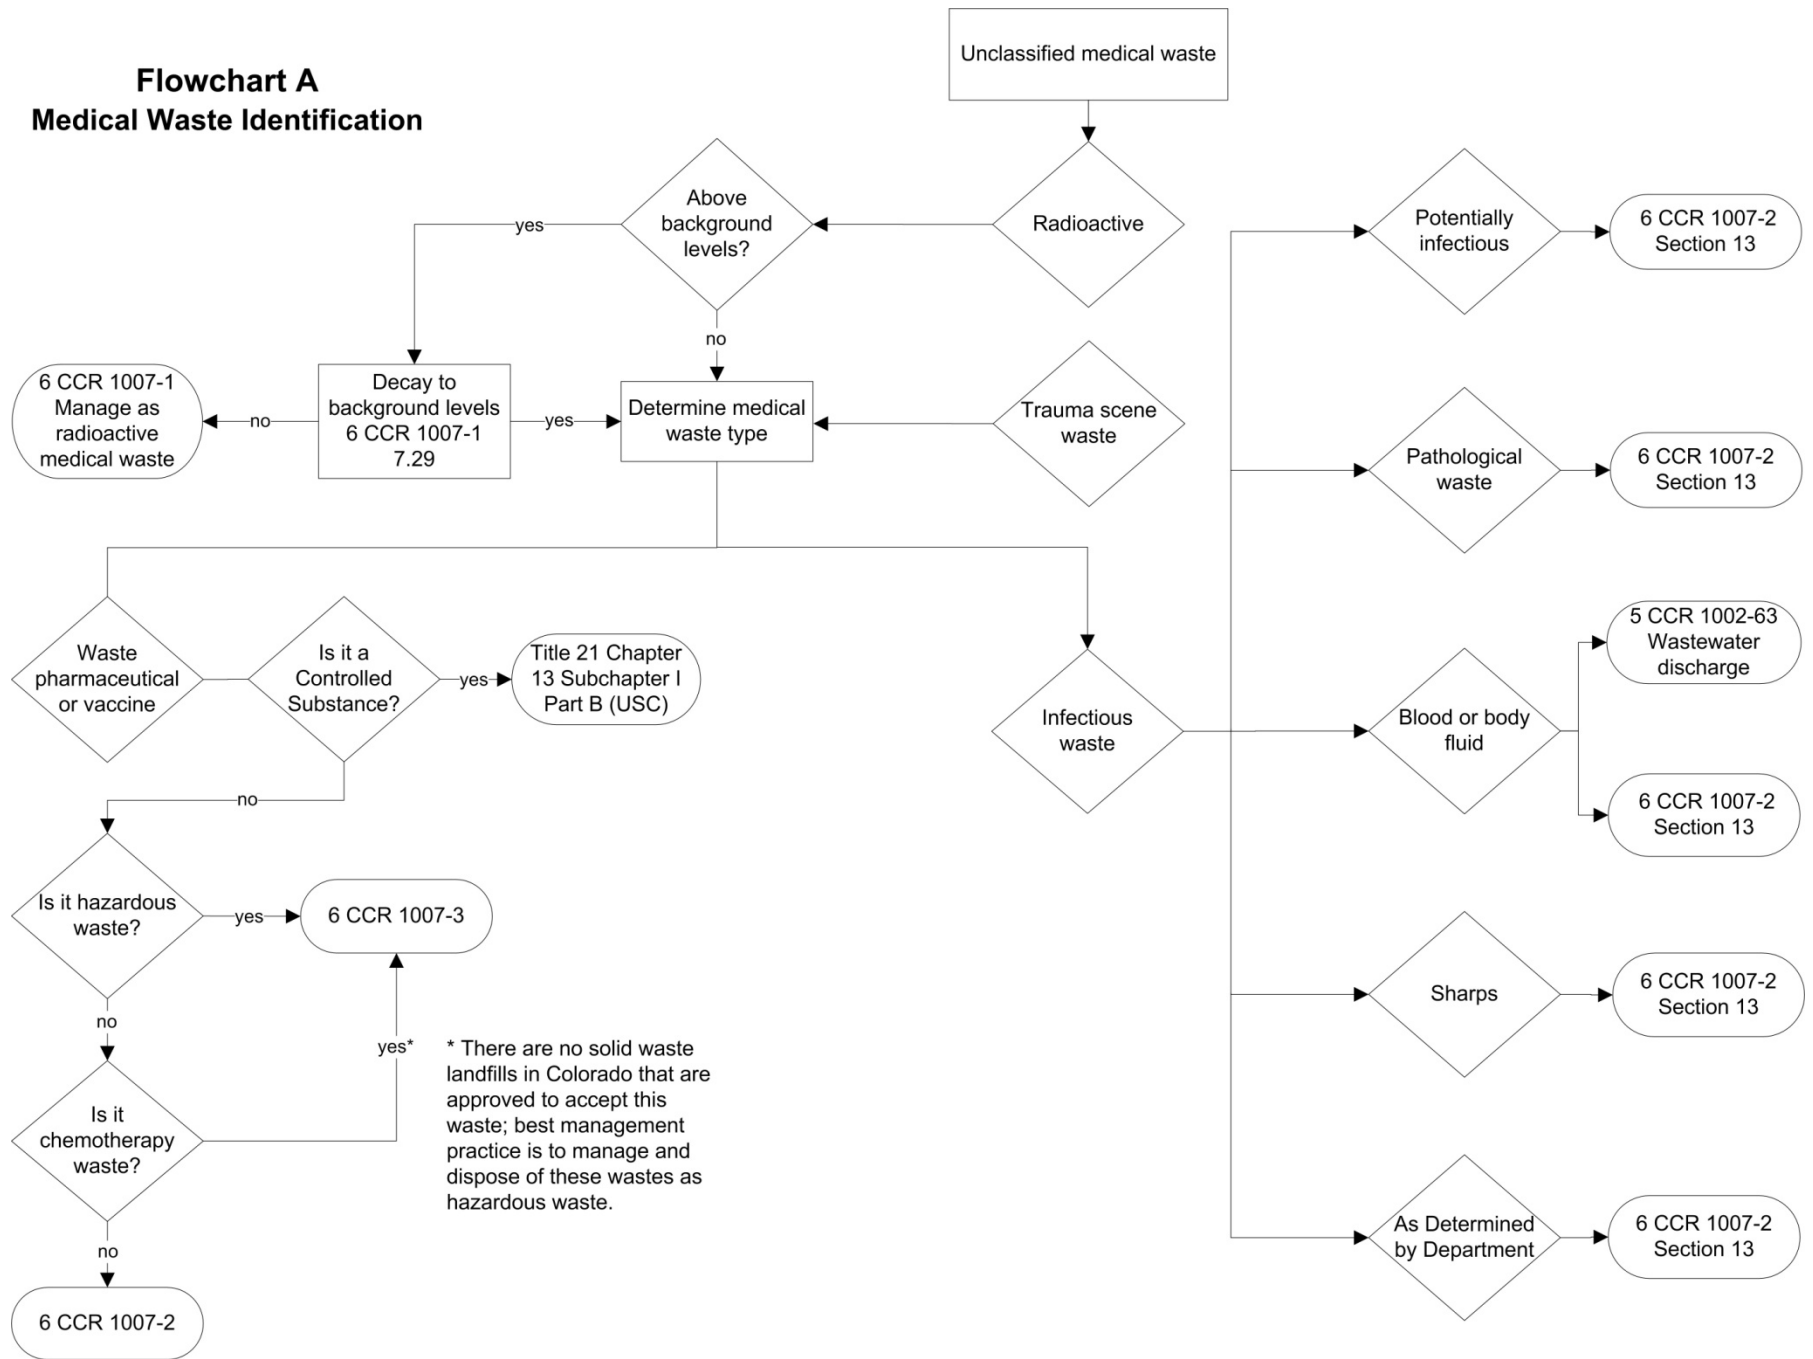 Flowchart A
Medical Waste Identification
Unclassified medical waste
Radioactive
Above
background
levels?
yes
no
Decay to
background levels
6 CCR 1007-1
7.29
no
yes
6 CCR 1007-1
Manage as
radioactive
medical waste
Determine medical
waste type
Trauma scene
waste
Waste
pharmaceutical
or vaccine
Is it a
Controlled
Substance?
yes
Title 21 Chapter
13 Subchapter I
Part B (USC)
no
Is it hazardous
waste?
yes
6 CCR 1007-3
no
Is it
chemotherapy
waste?
yes*
* There are no solid waste
landfills in Colorado that are
approved to accept this
waste; best management
practice is to manage and
dispose of these wastes as
hazardous waste.
no
6 CCR 1007-2
Infectious
waste
Potentially
infectious
6 CCR 1007-2
Section 13
Pathological
waste
6 CCR 1007-2
Section 13
Blood or body
fluid
5 CCR 1002-63
Wastewater
discharge
6 CCR 1007-2
Section 13
Sharps
6 CCR 1007-2
Section 13
As Determined
by Department
6 CCR 1007-2
Section 13